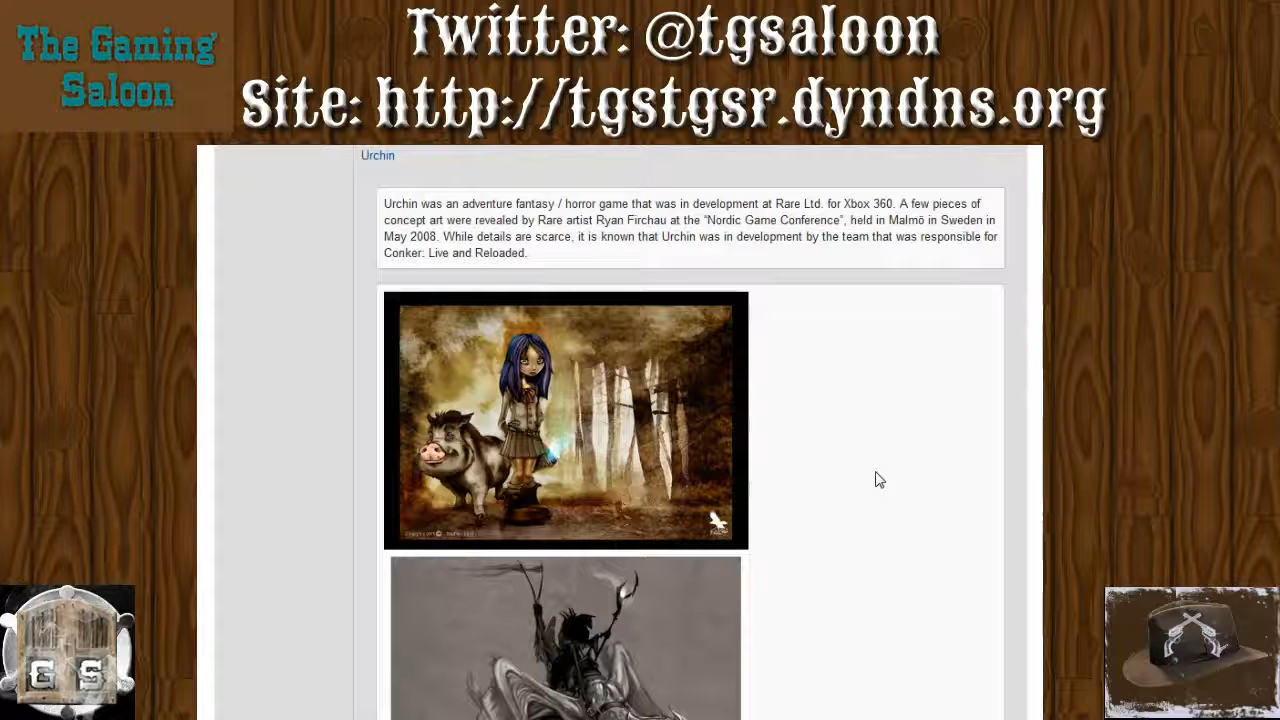 The Gaming
Saloon
Twitter: @tgsaloon
Site: http://tgstgsr.dyndns.org
Urchin
Urchin was an adventure fantasy / horror game that was in development at Rare Ltd. for Xbox 360. A few pieces of
concept art were revealed by Rare artist Ryan Firchau at the “Nordic Game Conference”, held in Malmö in Sweden in
May 2008. While details are scarce, it is known that Urchin was in development by the team that was responsible for
Conker: Live and Reloaded.
G S